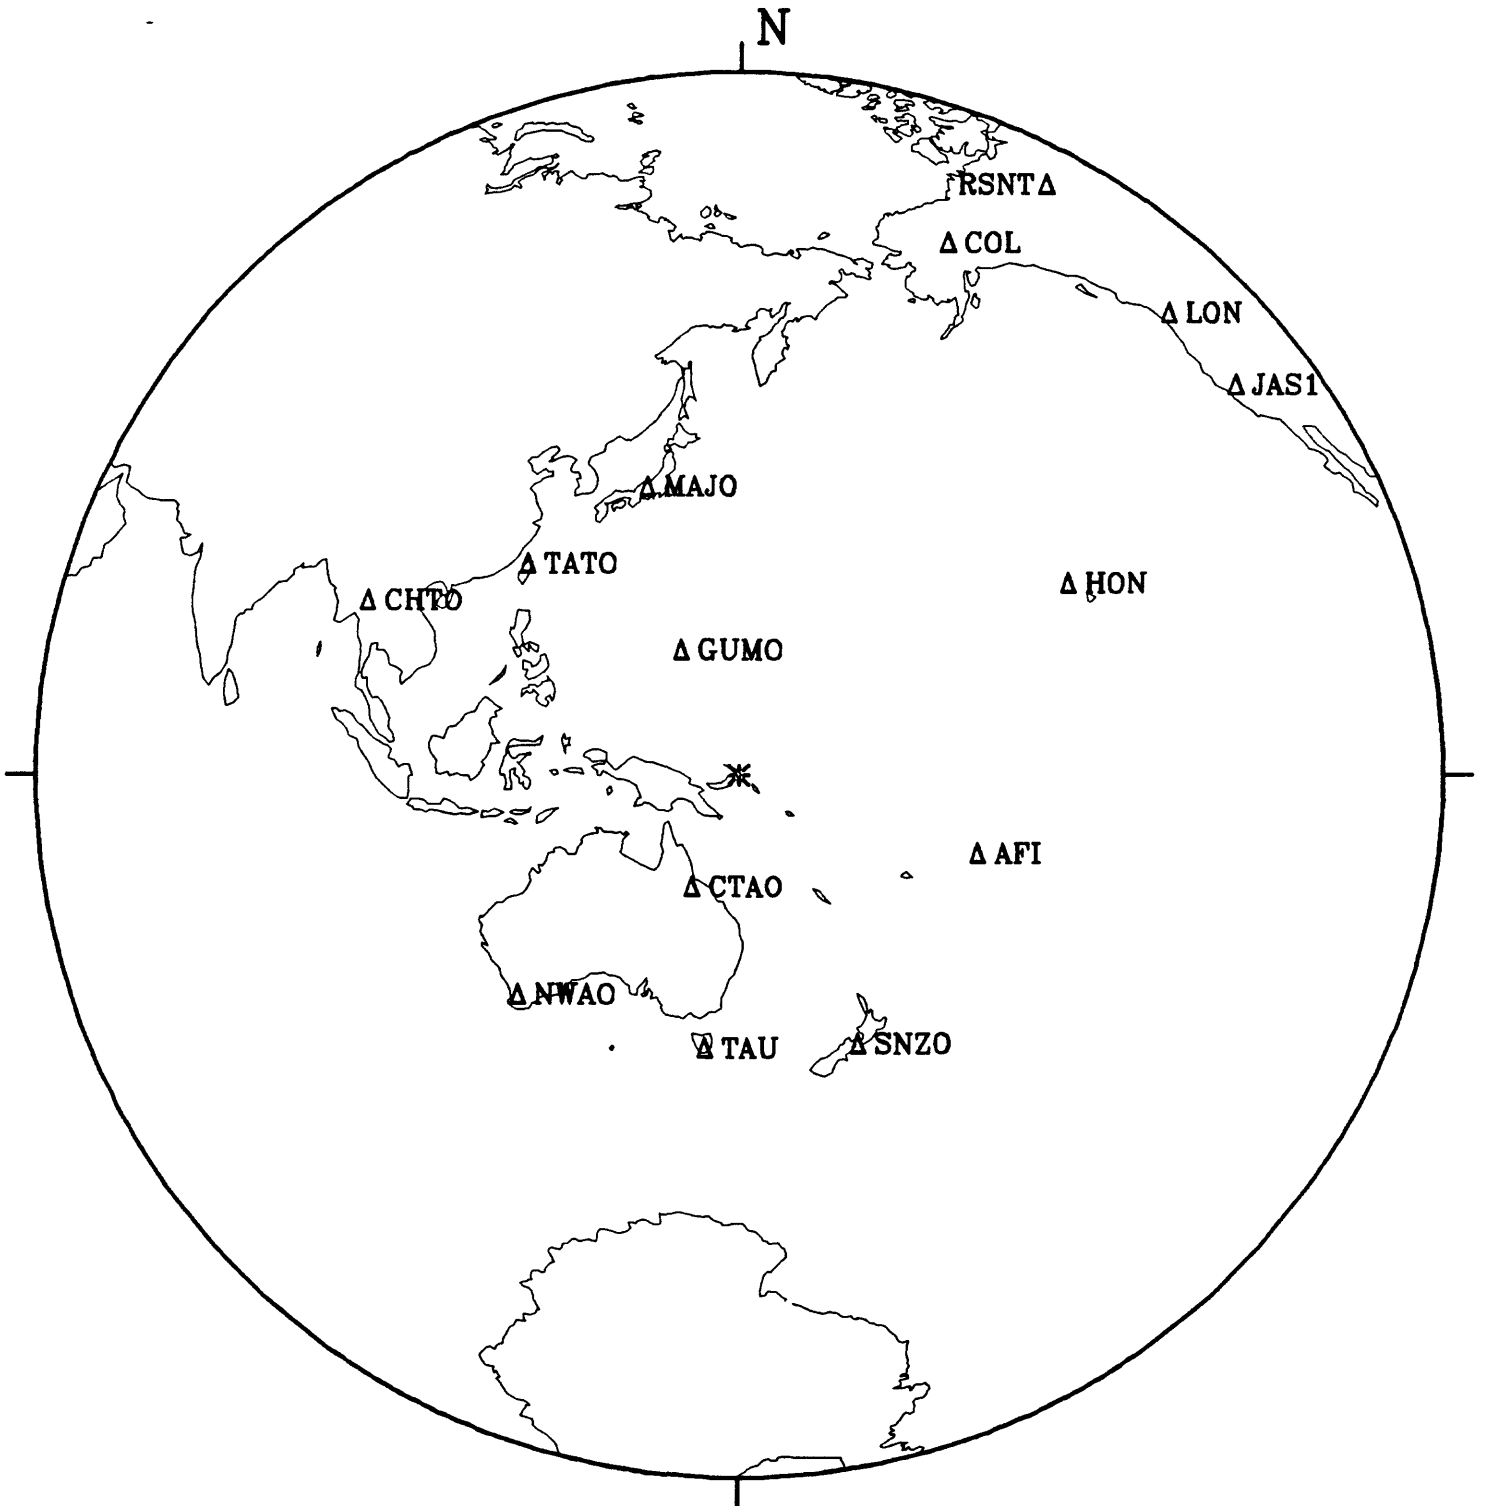 N
RSNT
COL
LON
JAS1
MAJO
TATO
HON
CHTO
GUMO
AFI
CTAO
NWAO
SNZO
TAU